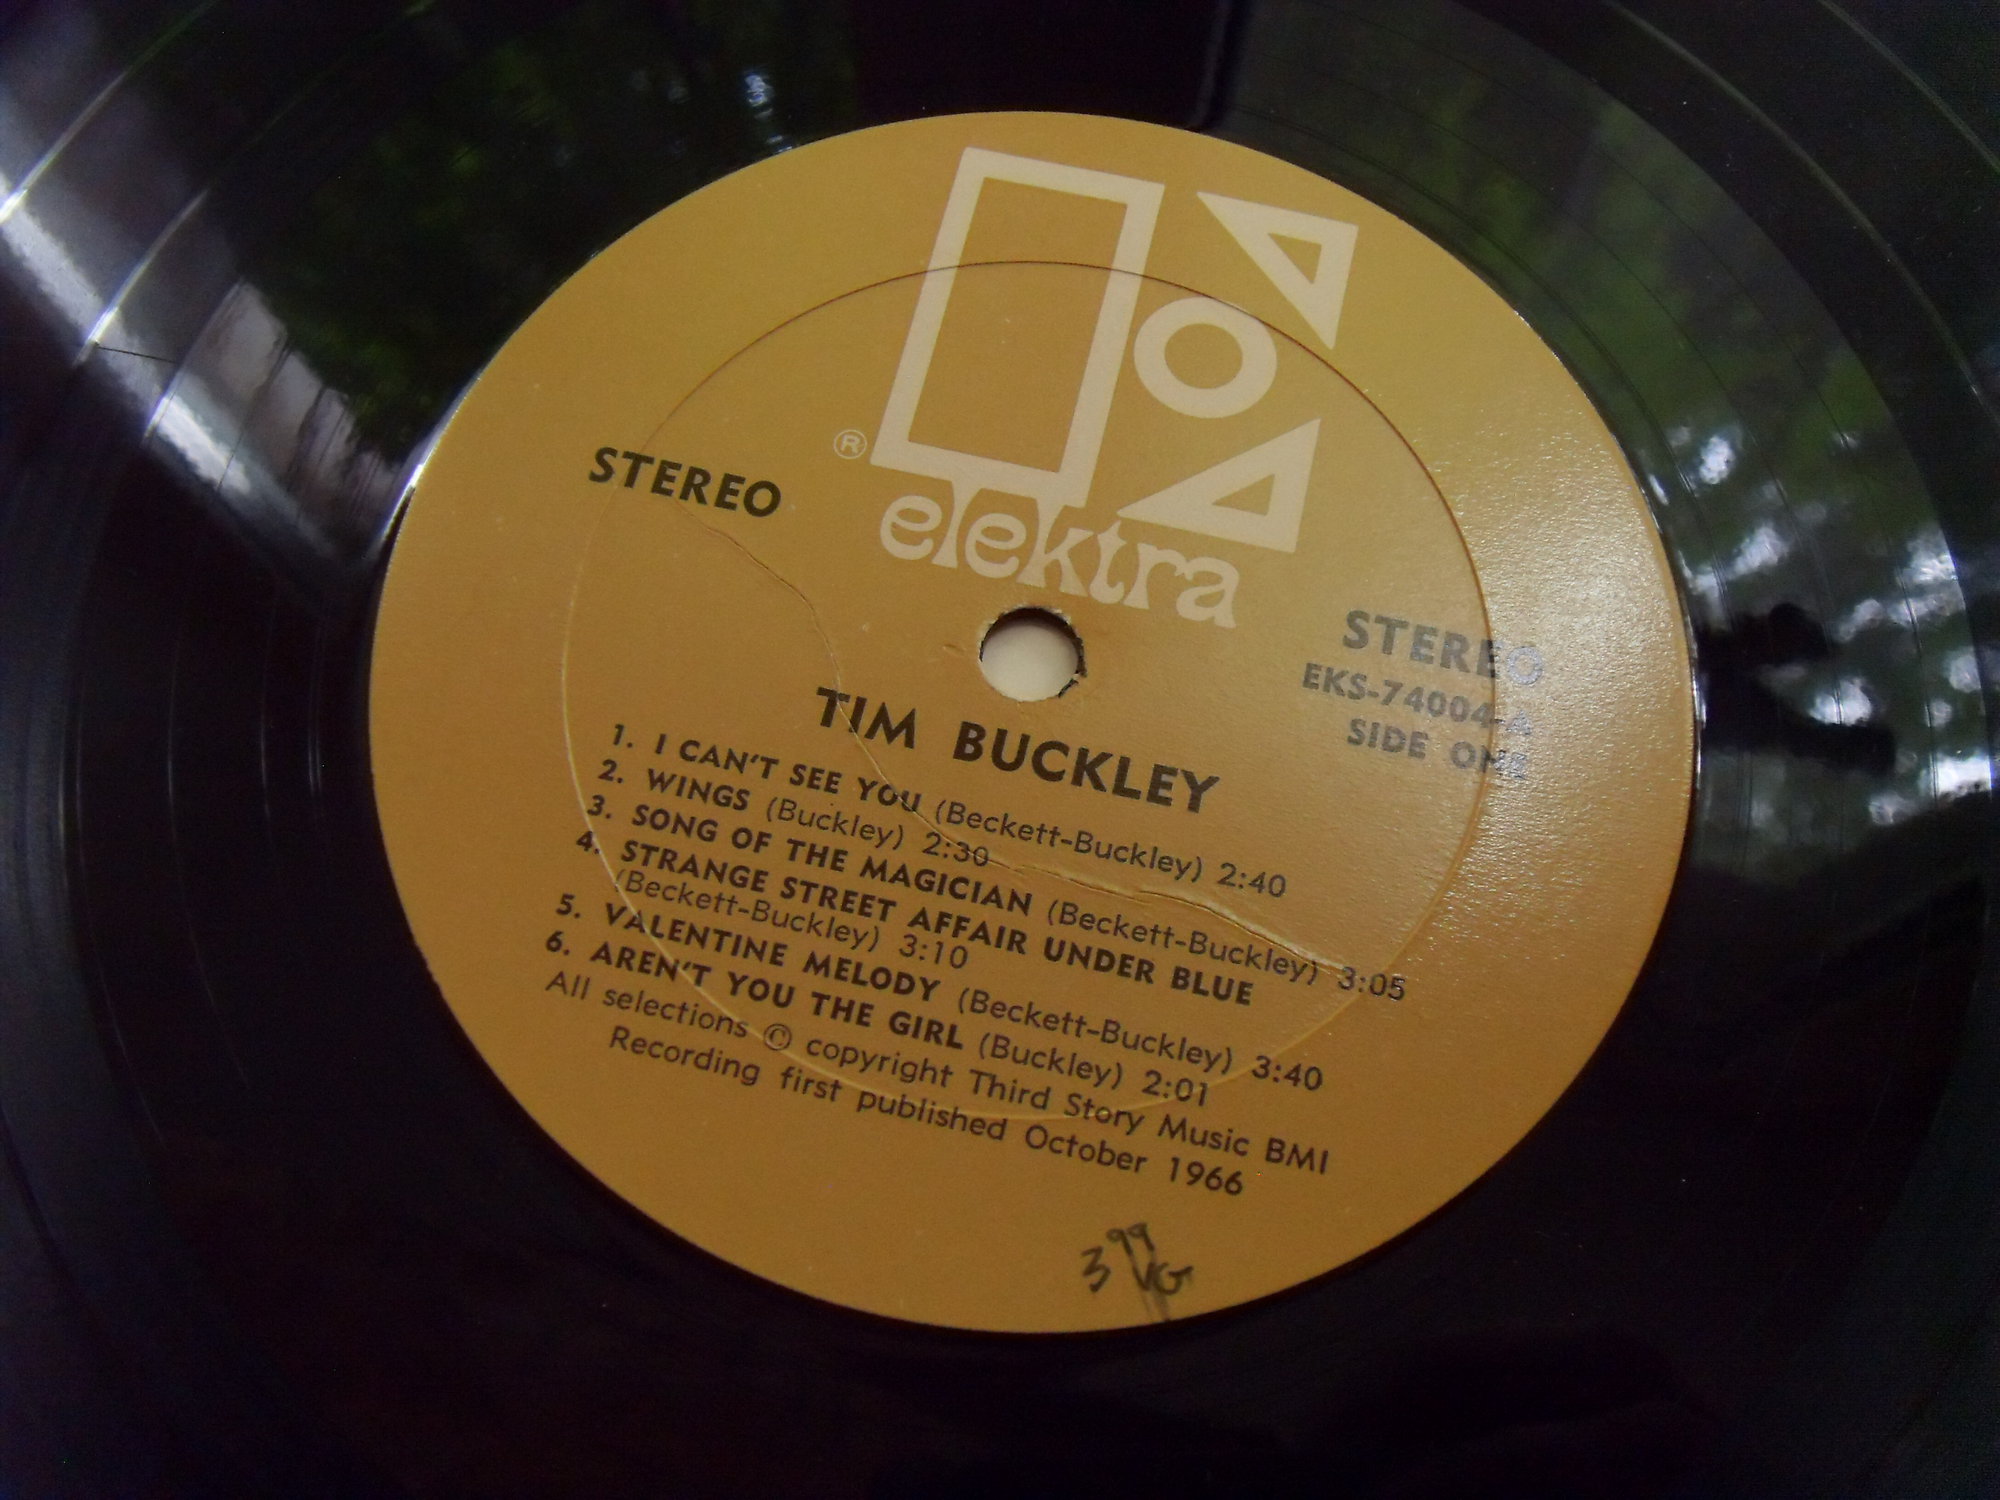 ®
elektra
STEREO
STEREO
EKS-74004-A
SIDE ONE
TIM BUCKLEY
1. I CAN'T SEE YOU (Beckett-Buckley) 2:40
2. WINGS (Buckley) 2:30
3. SONG OF THE MAGICIAN (Beckett-Buckley) 3:05
4. STRANGE STREET AFFAIR UNDER BLUE
(Beckett-Buckley) 3:10
5. VALENTINE MELODY (Beckett-Buckley) 3:40
6. AREN'T YOU THE GIRL (Buckley) 2:01
All selections © copyright Third Story Music BMI
Recording first published October 1966
3 99 VG